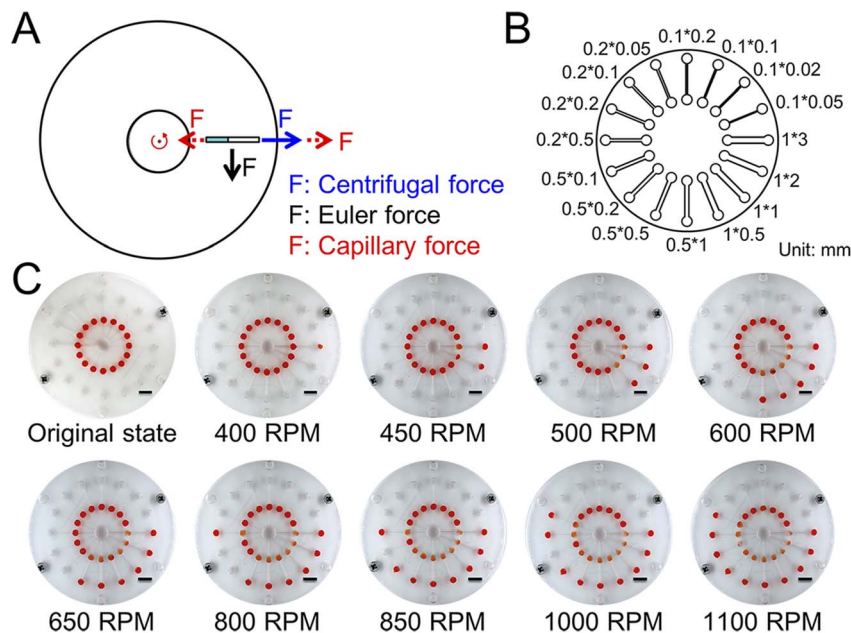 A
F
F
F
F
F: Centrifugal force
F: Euler force
F: Capillary force
B
0.1*0.2
0.1*0.1
0.1*0.02
0.1*0.05
1*3
1*2
1*1
1*0.5
0.5*1
0.5*0.5
0.5*0.2
0.5*0.1
0.2*0.5
0.2*0.2
0.2*0.1
0.2*0.05
Unit: mm
C
Original state
400 RPM
450 RPM
500 RPM
600 RPM
650 RPM
800 RPM
850 RPM
1000 RPM
1100 RPM